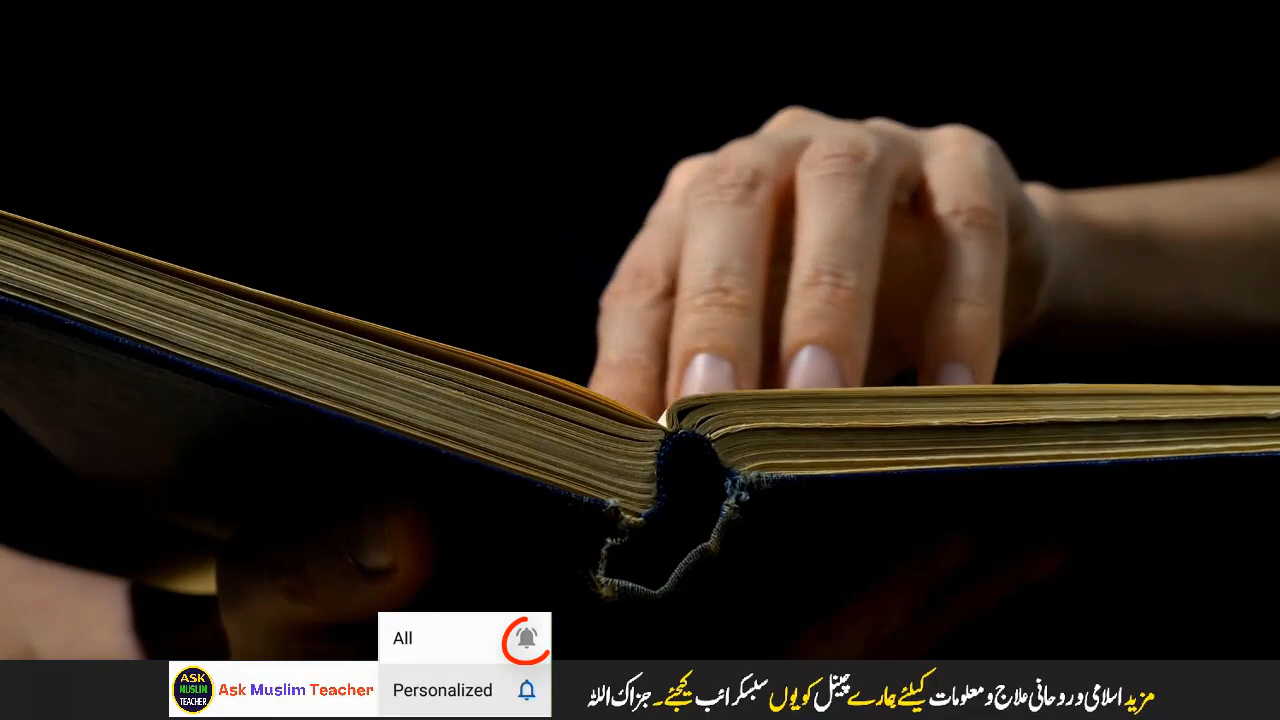 All
Personalized
ASK
MUSLIM
TEACHER
Ask Muslim Teacher
مزید اسلامی و روحانی علاج و معلومات کیلئے ہمارے چینل کو یوں سبسکرائب کیجئے۔ جزاک اللہ